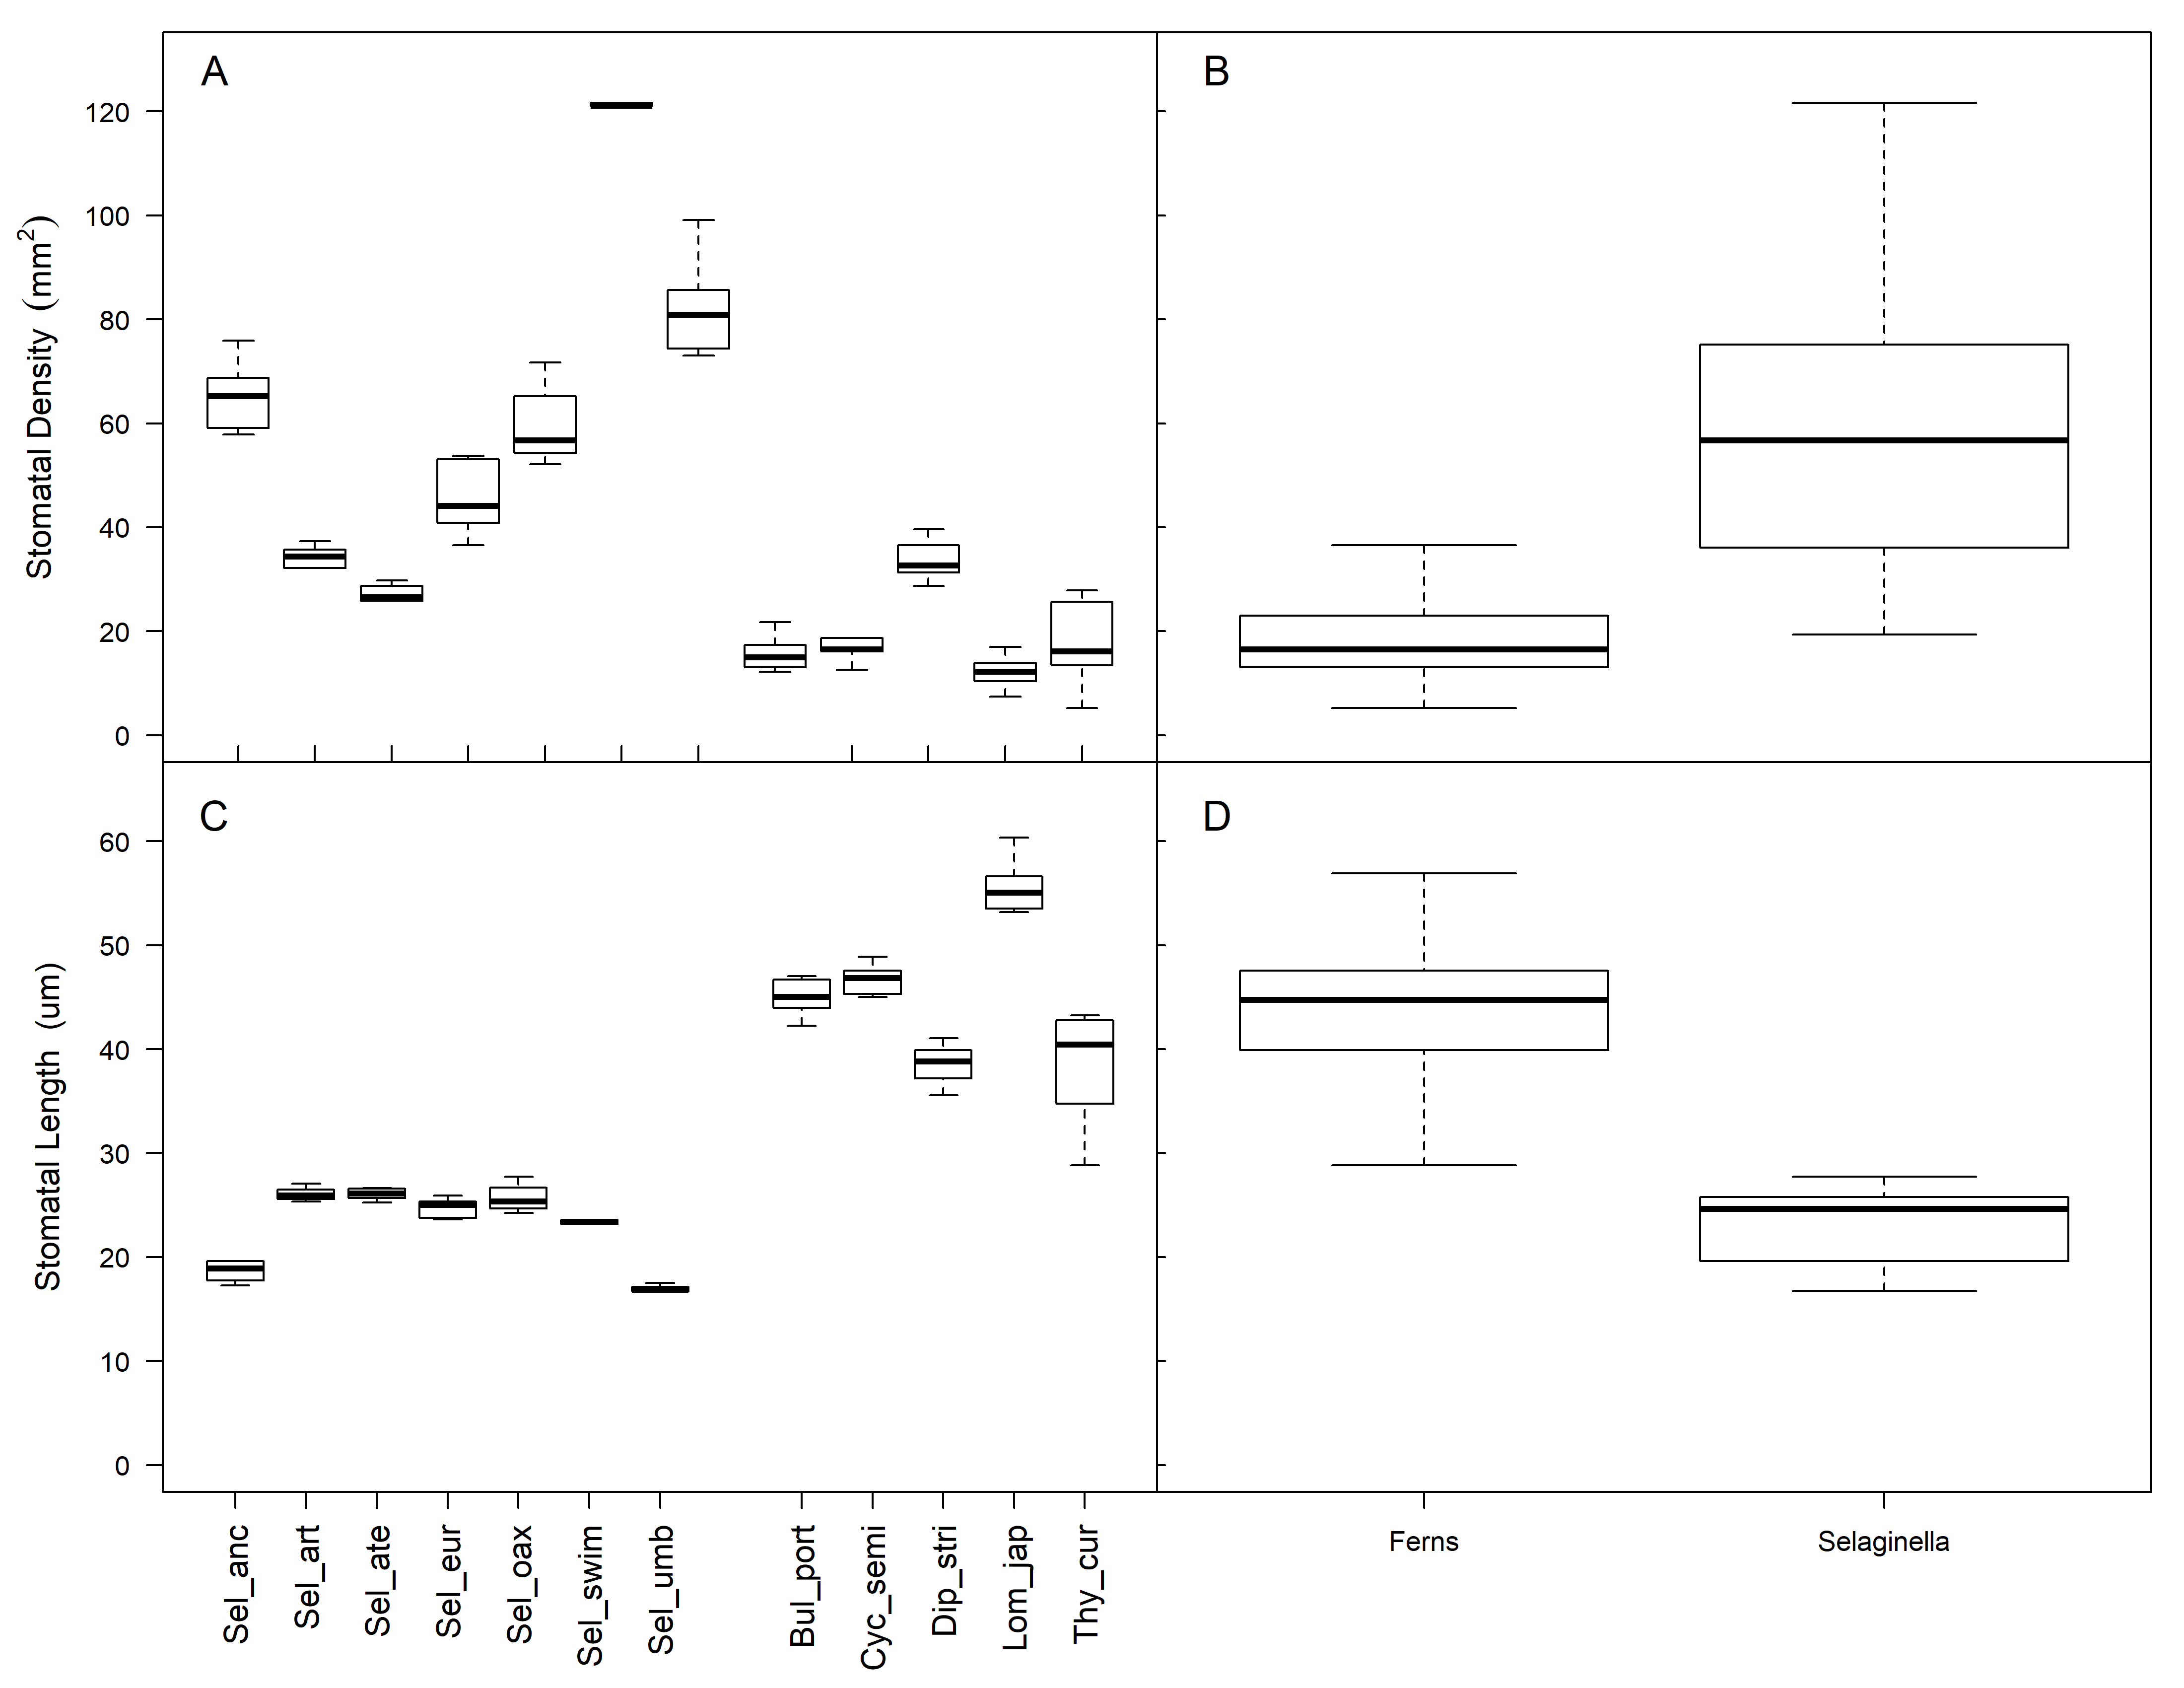 A
B
120
100
80
60
40
20
0
Stomatal Density (mm²)
C
D
60
50
40
30
20
10
0
Stomatal Length (um)
Sel_anc
Sel_art
Sel_ate
Sel_eur
Sel_oax
Sel_swim
Sel_umb
Bul_port
Cyc_semi
Dip_stri
Lom_jap
Thy_cur
Ferns
Selaginella